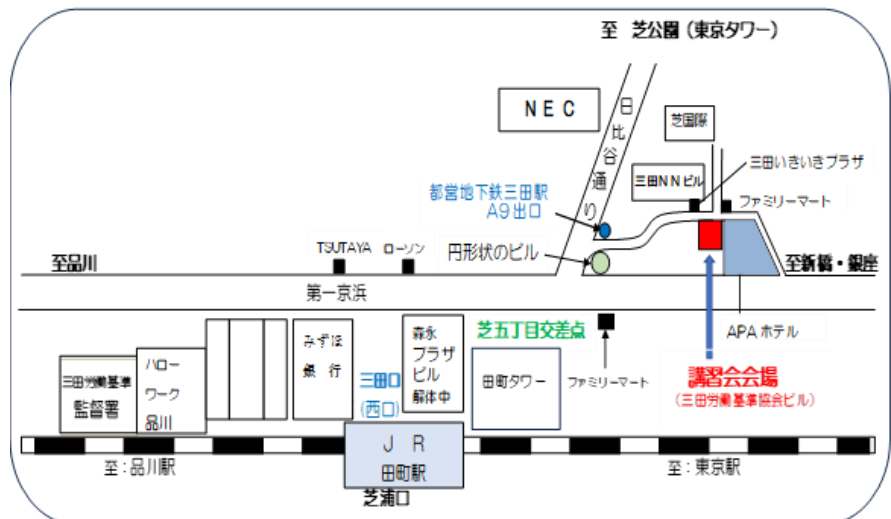 至 芝公園（東京タワー）
NEC
日比谷通り
芝国際
三田いきいきプラザ
三田NNビル
ファミリーマート
都営地下鉄三田駅
A9出口
TSUTAYA ローソン
円形状のビル
至品川
至新橋・銀座
第一京浜
芝五丁目交差点
APAホテル
みずほ
銀行
森永
プラザ
ビル
解体中
三田口
(西口)
田町タワー
ファミリーマート
講習会会場
(三田労働基準協会ビル)
三田労働基準
監督署
ハロー
ワーク
品川
JR
田町駅
至：品川駅
至：東京駅
芝浦口